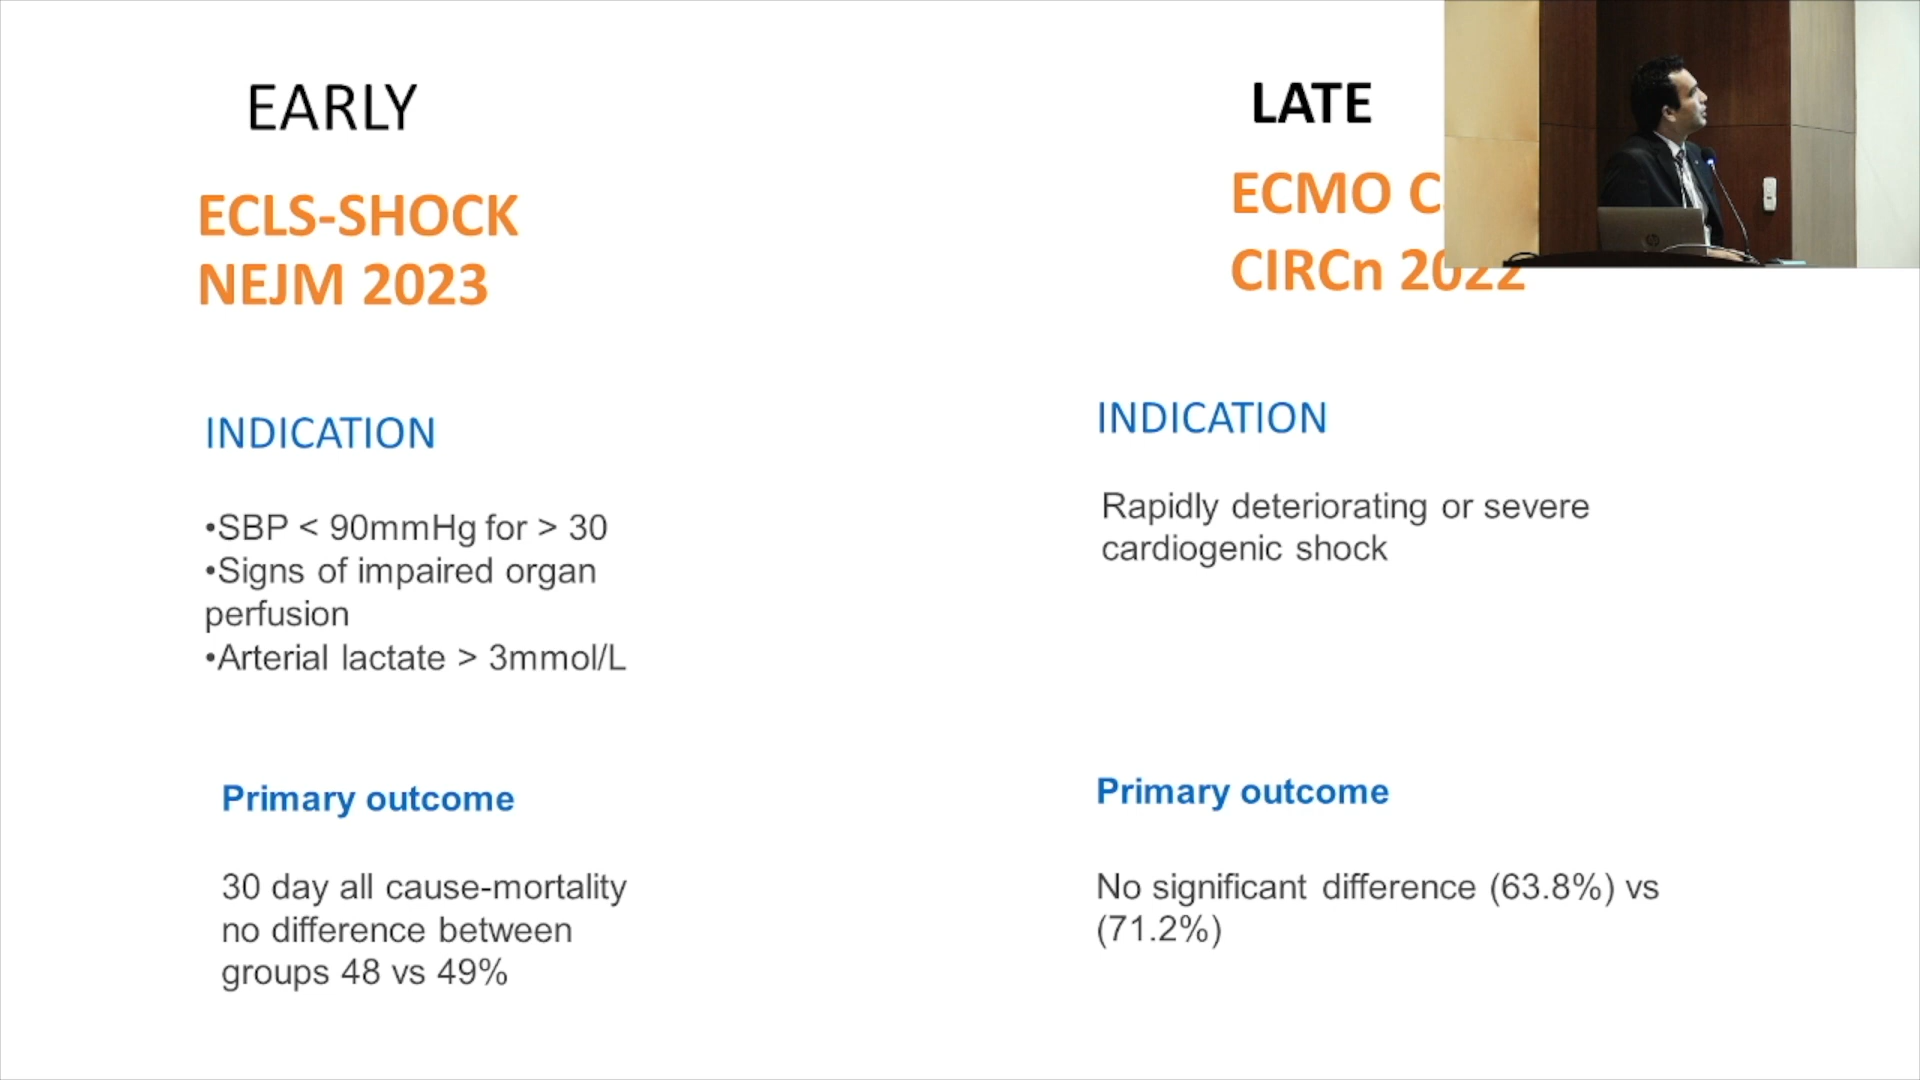 EARLY
ECLS-SHOCK
NEJM 2023
INDICATION
•SBP < 90mmHg for > 30
•Signs of impaired organ
perfusion
•Arterial lactate > 3mmol/L
Primary outcome
30 day all cause-mortality
no difference between
groups 48 vs 49%
LATE
ECMO
CIRCn 2022
INDICATION
Rapidly deteriorating or severe
cardiogenic shock
Primary outcome
No significant difference (63.8%) vs
(71.2%)